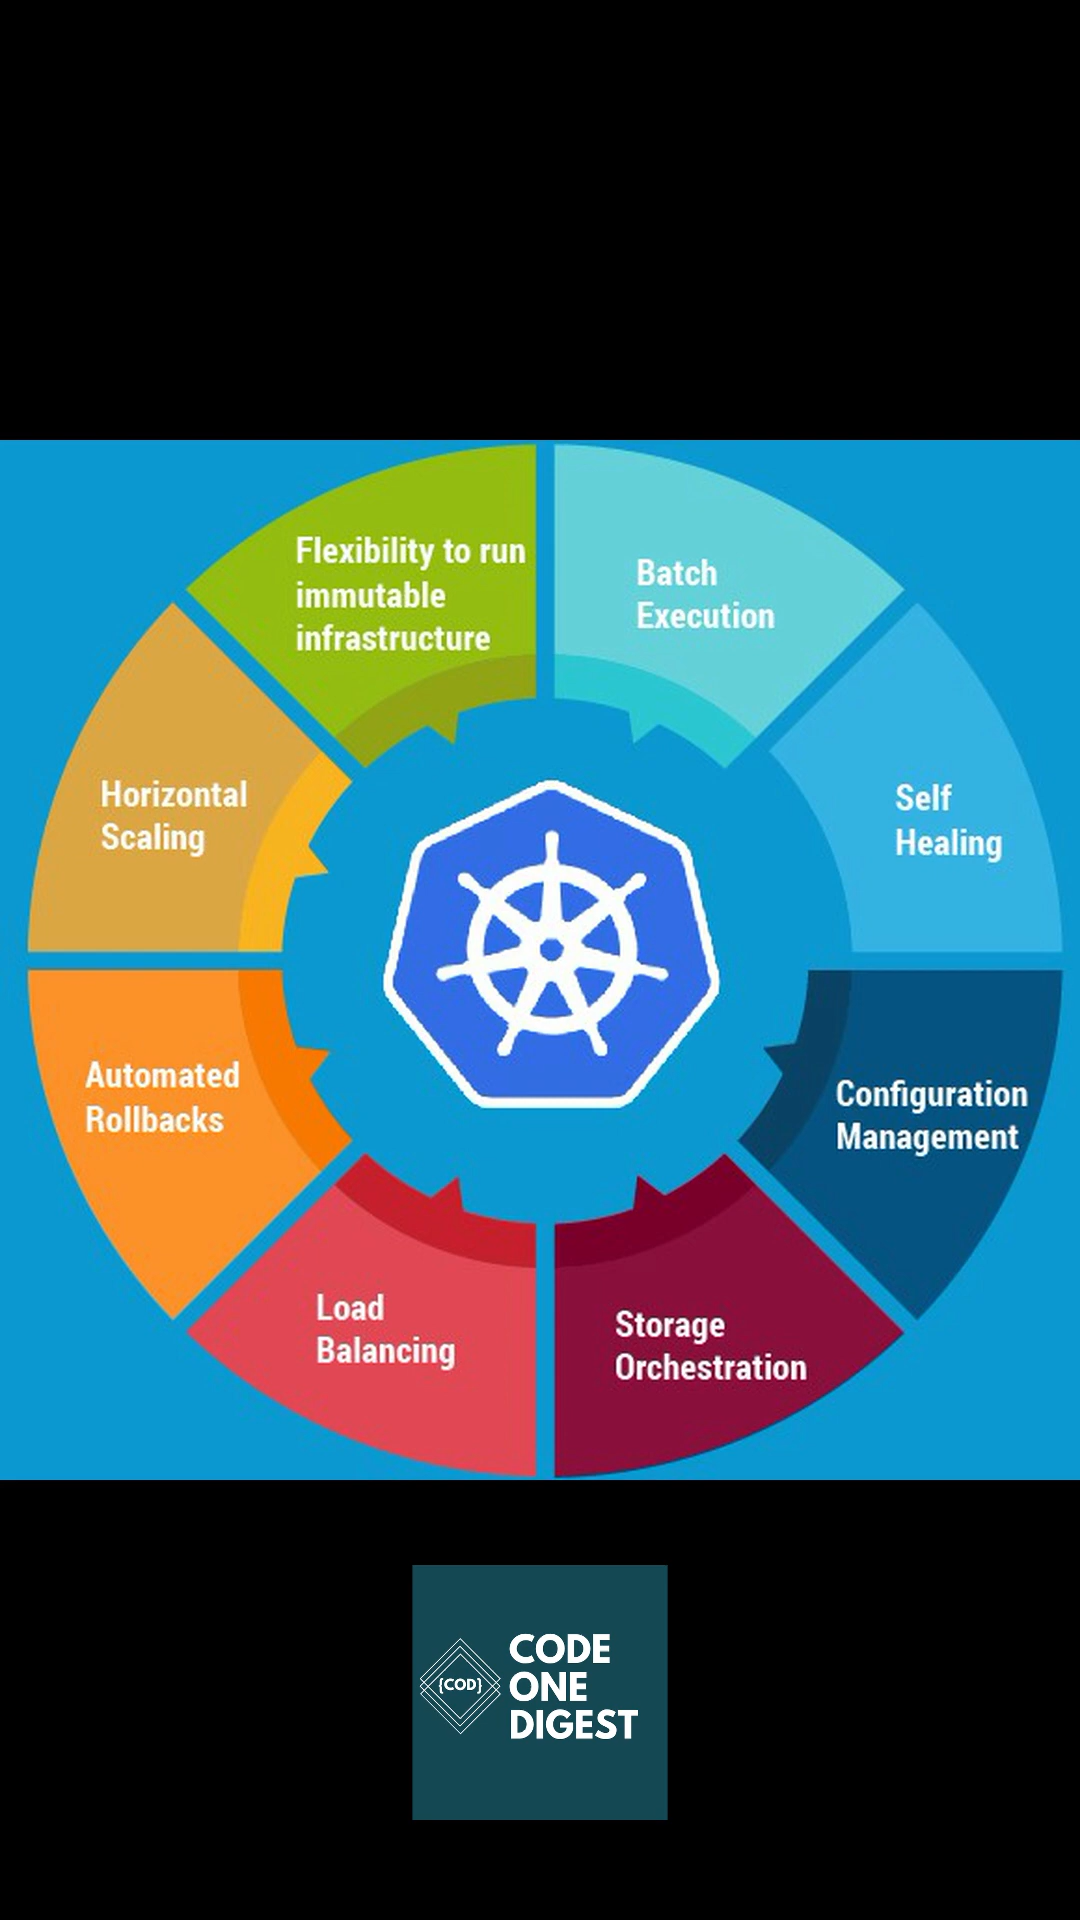 Flexibility to run
immutable
infrastructure
Batch
Execution
Horizontal
Scaling
Self
Healing
Automated
Rollbacks
Configuration
Management
Load
Balancing
Storage
Orchestration
{COD}
CODE
ONE
DIGEST